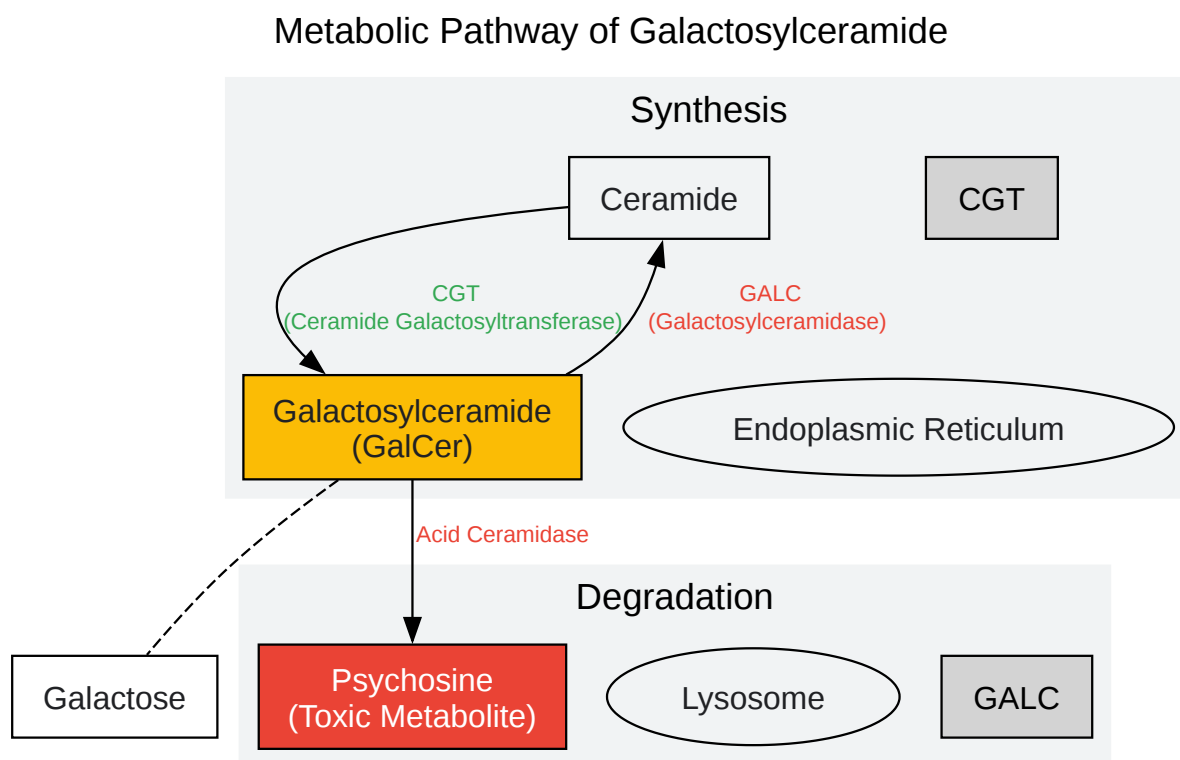 Metabolic Pathway of Galactosylceramide
Synthesis
Ceramide
CGT
CGT
(Ceramide Galactosyltransferase)
GALC
(Galactosylceramidase)
Galactosylceramide
(GalCer)
Endoplasmic Reticulum
Acid Ceramidase
Degradation
Galactose
Psychosine
(Toxic Metabolite)
Lysosome
GALC